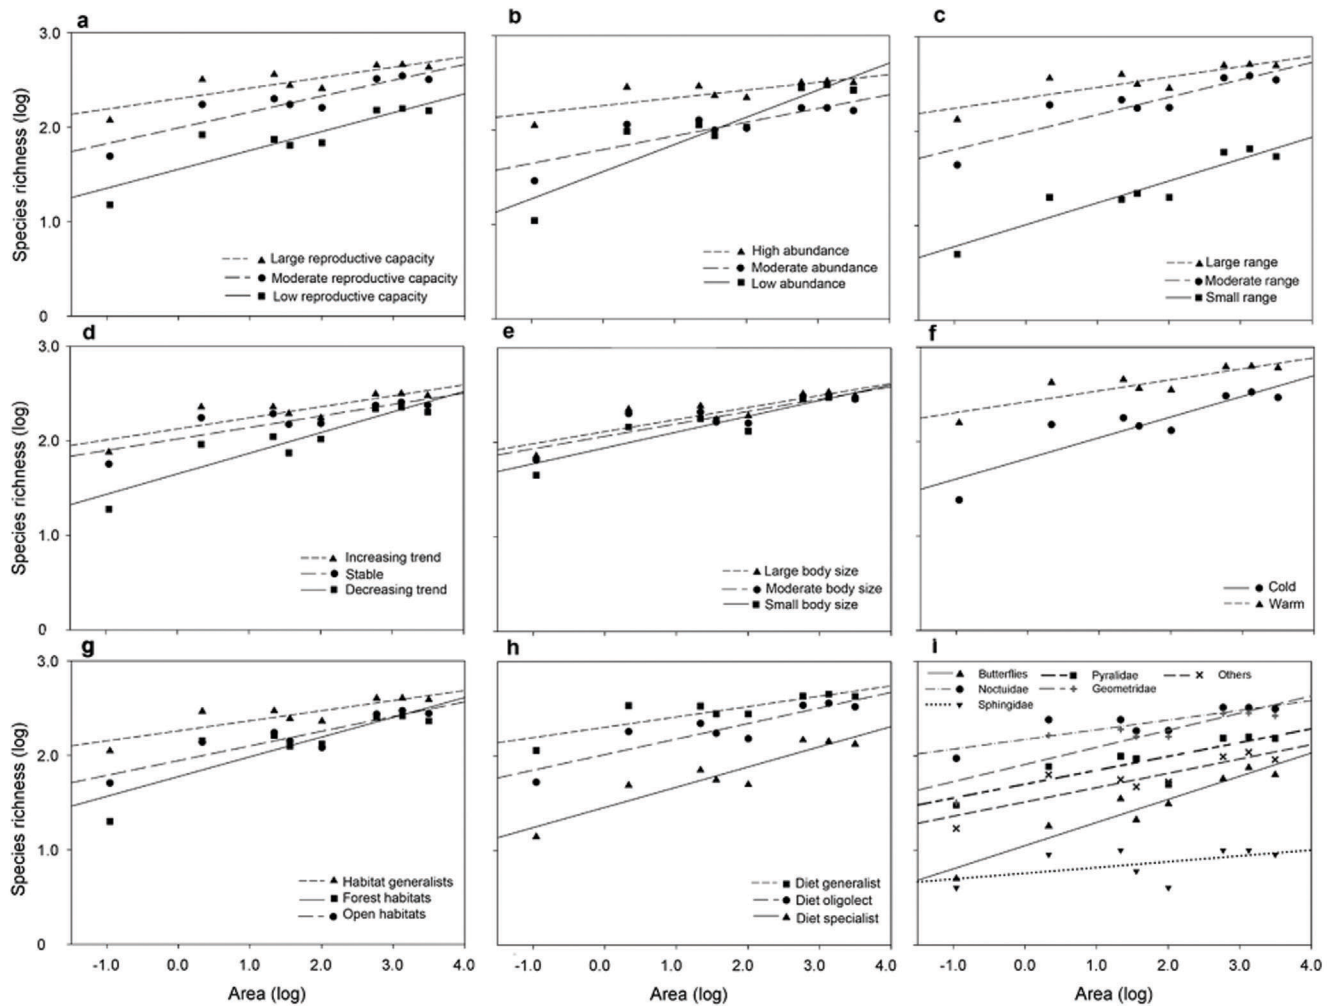 a
b
c
3.0
2.0
1.0
0
Species richness (log)
Large reproductive capacity
Moderate reproductive capacity
Low reproductive capacity
High abundance
Moderate abundance
Low abundance
Large range
Moderate range
Small range
d
e
f
3.0
2.0
1.0
0
Species richness (log)
Increasing trend
Stable
Decreasing trend
Large body size
Moderate body size
Small body size
Cold
Warm
g
h
i
3.0
2.0
1.0
0
Species richness (log)
Habitat generalists
Forest habitats
Open habitats
Diet generalist
Diet oligolect
Diet specialist
Butterflies Pyralidae Others
Noctuidae Geometridae
Sphingidae
-1.0 0.0 1.0 2.0 3.0 4.0
-1.0 0.0 1.0 2.0 3.0 4.0
-1.0 0.0 1.0 2.0 3.0 4.0
Area (log)
Area (log)
Area (log)